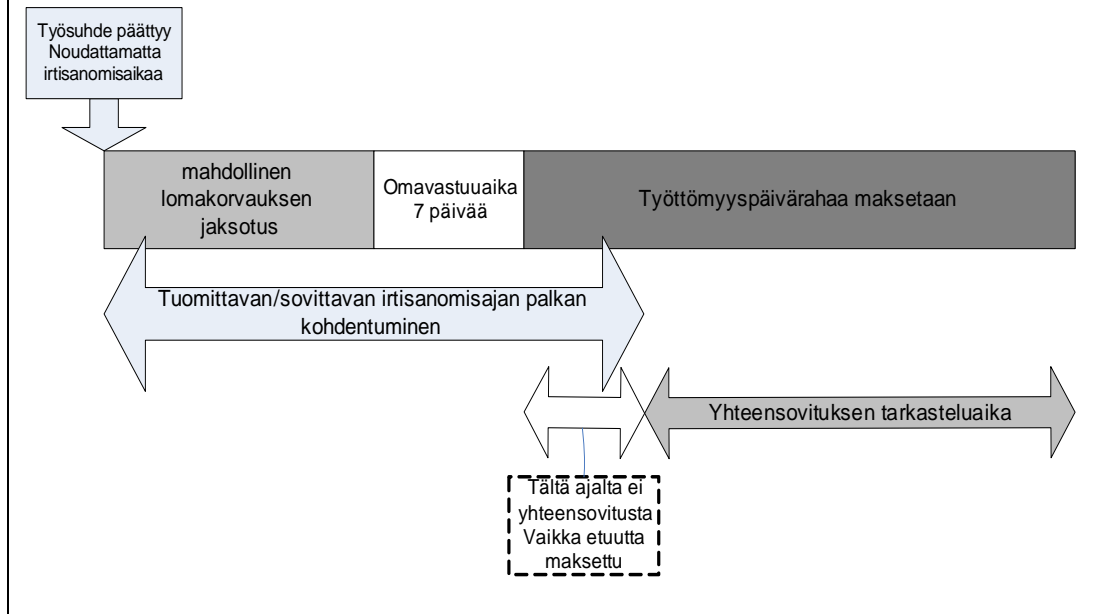 Työsuhde päättyy
Noudattamatta
irtisanomisaikaa
mahdollinen
lomakorvauksen
jaksotus
Omavastuuaika
7 päivää
Työttömyyspäivärahaa maksetaan
Tuomittavan/sovittavan irtisanomisajan palkan
kohdentuminen
Yhteensovituksen tarkasteluaika
Tältä ajalta ei
yhteensovitusta
Vaikka etuutta
maksettu